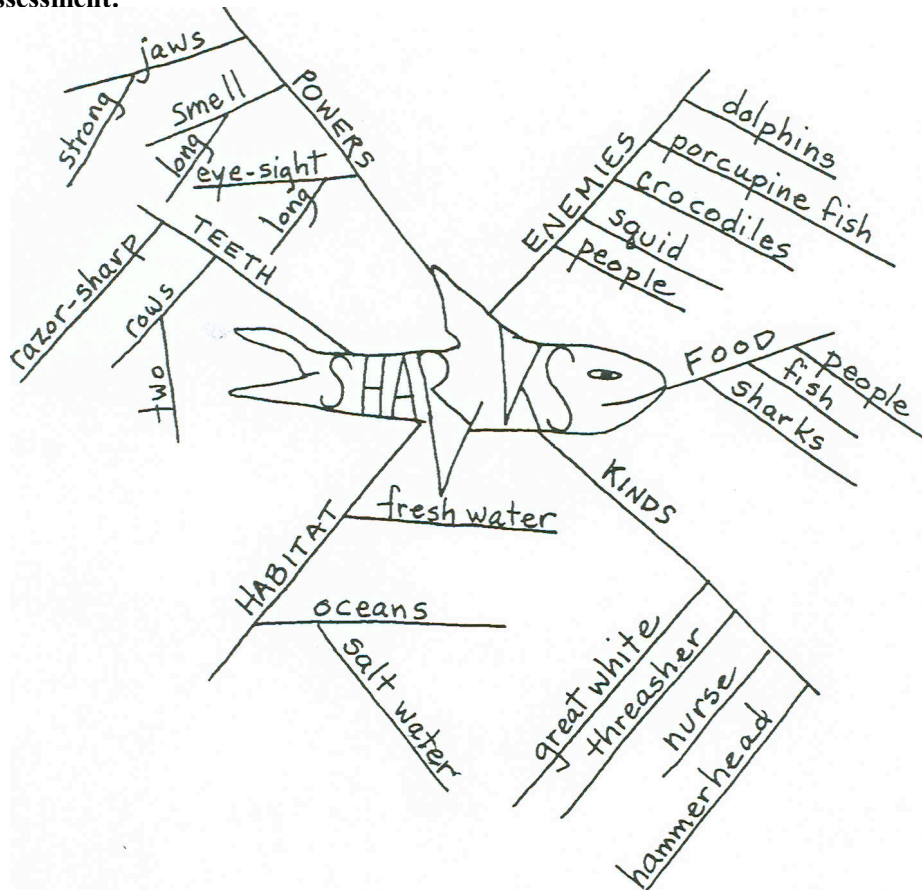 ssessment:
jaws
strong
smell
long
eye-sight
long
POWERS
TEETH
razor-sharp
rows
two
ENEMIES
dolphins
porcupine fish
crocodiles
squid
people
SHARKS
FOOD
people
fish
sharks
KINDS
great white
threasher
nurse
hammerhead
HABITAT
fresh water
oceans
salt water